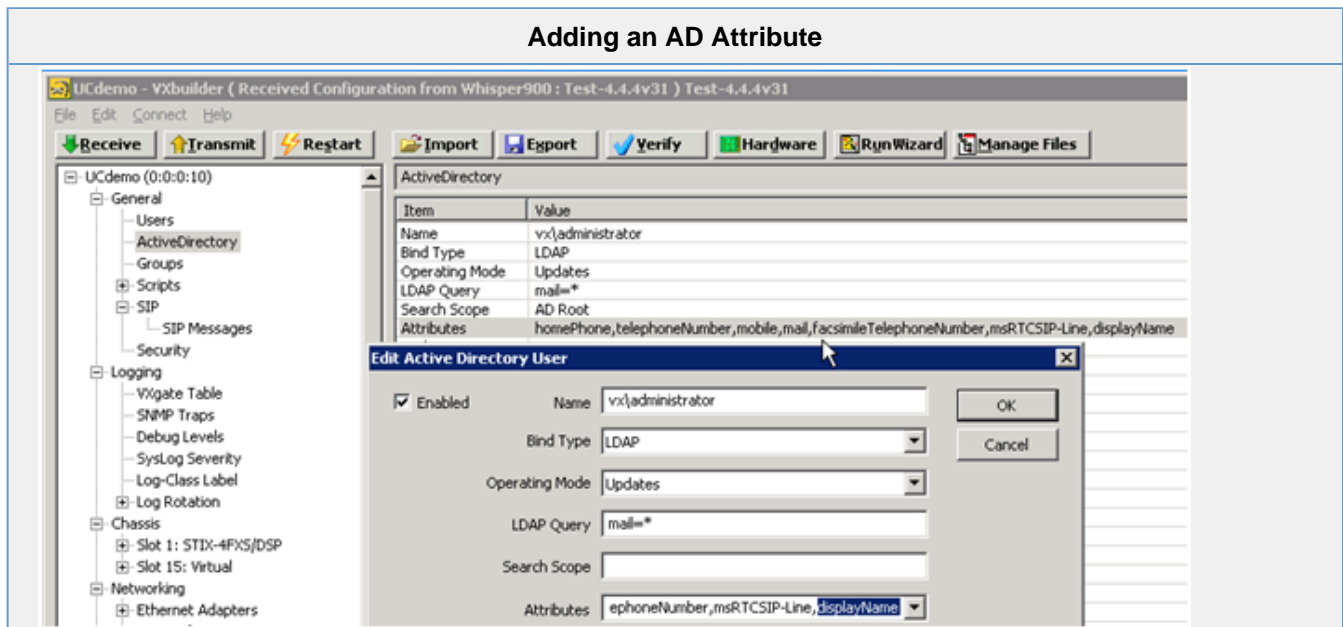 Adding an AD Attribute
UCdemo - VXbuilder ( Received Configuration from Whisper900 : Test-4.4.4v31 ) Test-4.4.4v31
File Edit Connect Help
Receive Transmit Restart Import Export Verify Hardware RunWizard Manage Files
UCdemo (0:0:0:10)
General
Users
ActiveDirectory
Groups
Scripts
SIP
SIP Messages
Security
Logging
VXgate Table
SNMP Traps
Debug Levels
SysLog Severity
Log-Class Label
Log Rotation
Chassis
Slot 1: STIX-4FXS/DSP
Slot 15: Virtual
Networking
Ethernet Adapters
ActiveDirectory
Item Value
Name vx\administrator
Bind Type LDAP
Operating Mode Updates
LDAP Query mail=*
Search Scope AD Root
Attributes homePhone,telephoneNumber,mobile,mail,facsimileTelephoneNumber,msRTCSIP-Line,displayName
Edit Active Directory User
Enabled Name vx\administrator OK
Bind Type LDAP Cancel
Operating Mode Updates
LDAP Query mail=*
Search Scope
Attributes ephoneNumber,msRTCSIP-Line,displayName